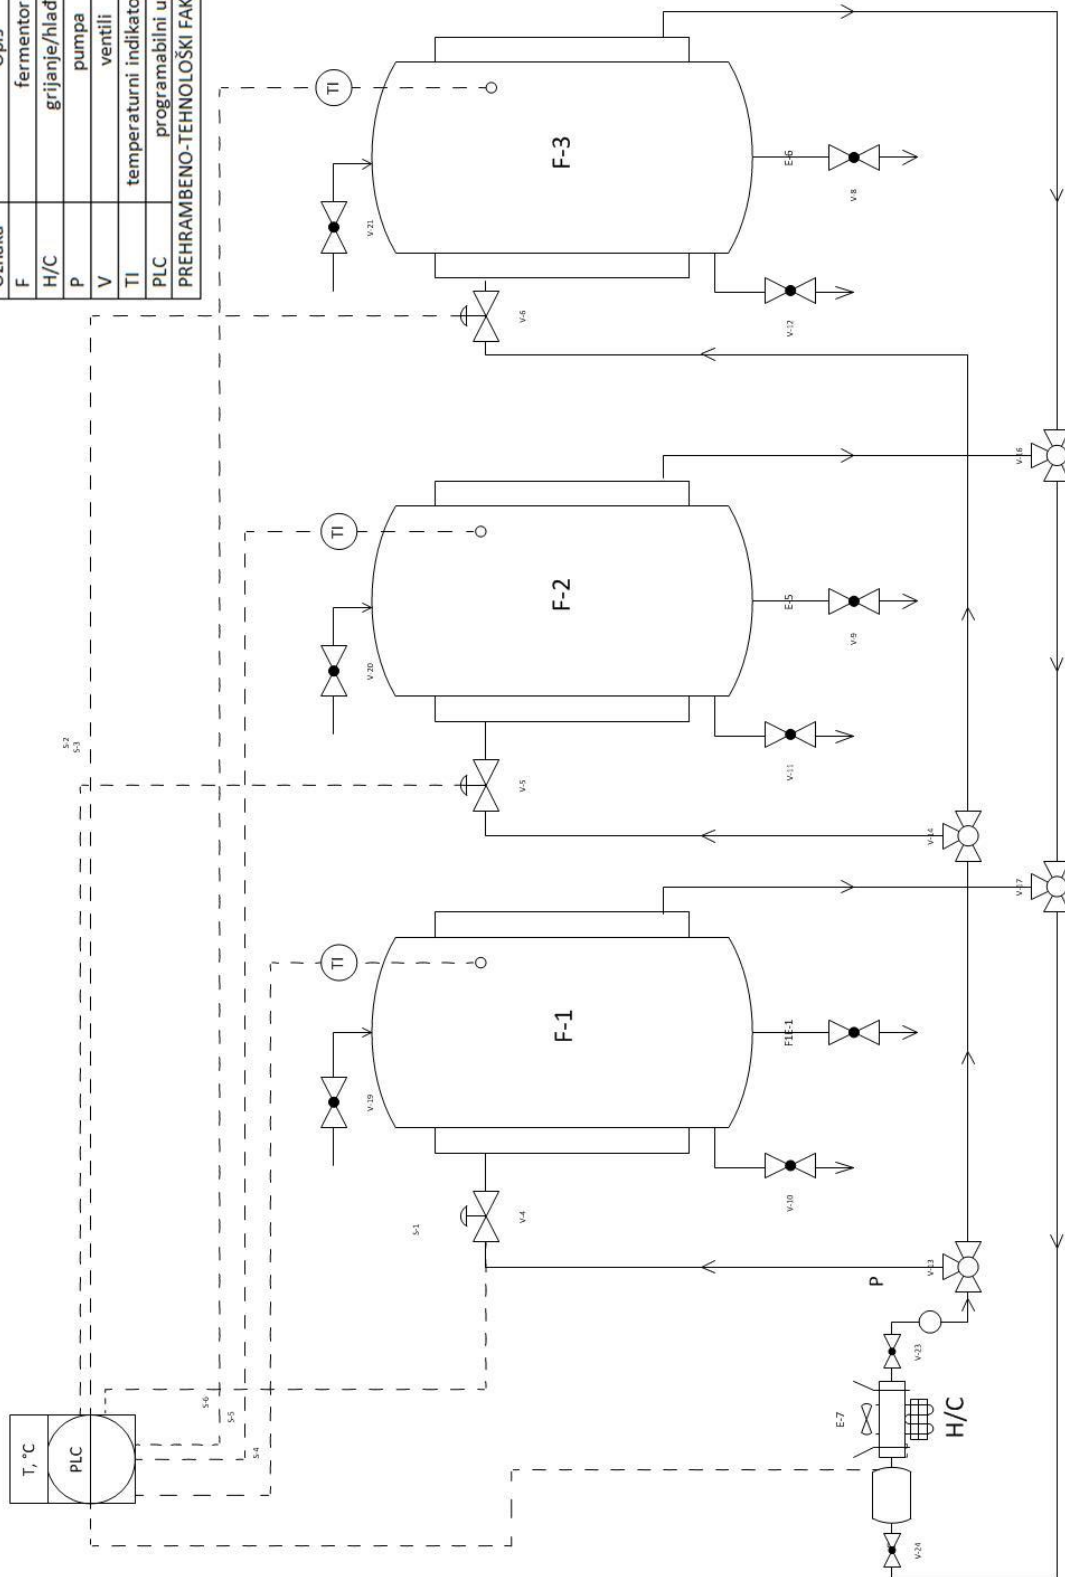 T, °C
PLC
Oznaka Opis
F fermentor
H/C grijanje/hlađ
P pumpa
V ventili
TI temperaturni indikato
PLC programabilni u
PREHRAMBENO-TEHNOLOŠKI FAK
S-2
S-3
S-6
S-5
S-4
S-1
TI
TI
TI
V-19
V-20
V-21
V-4
V-5
V-6
F-1
F-2
F-3
F1E-1
E-5
E-6
V-10
V-11
V-12
V-9
V-8
E-7
P
V-23
V-24
H/C
V-13
V-14
V-17
V-16